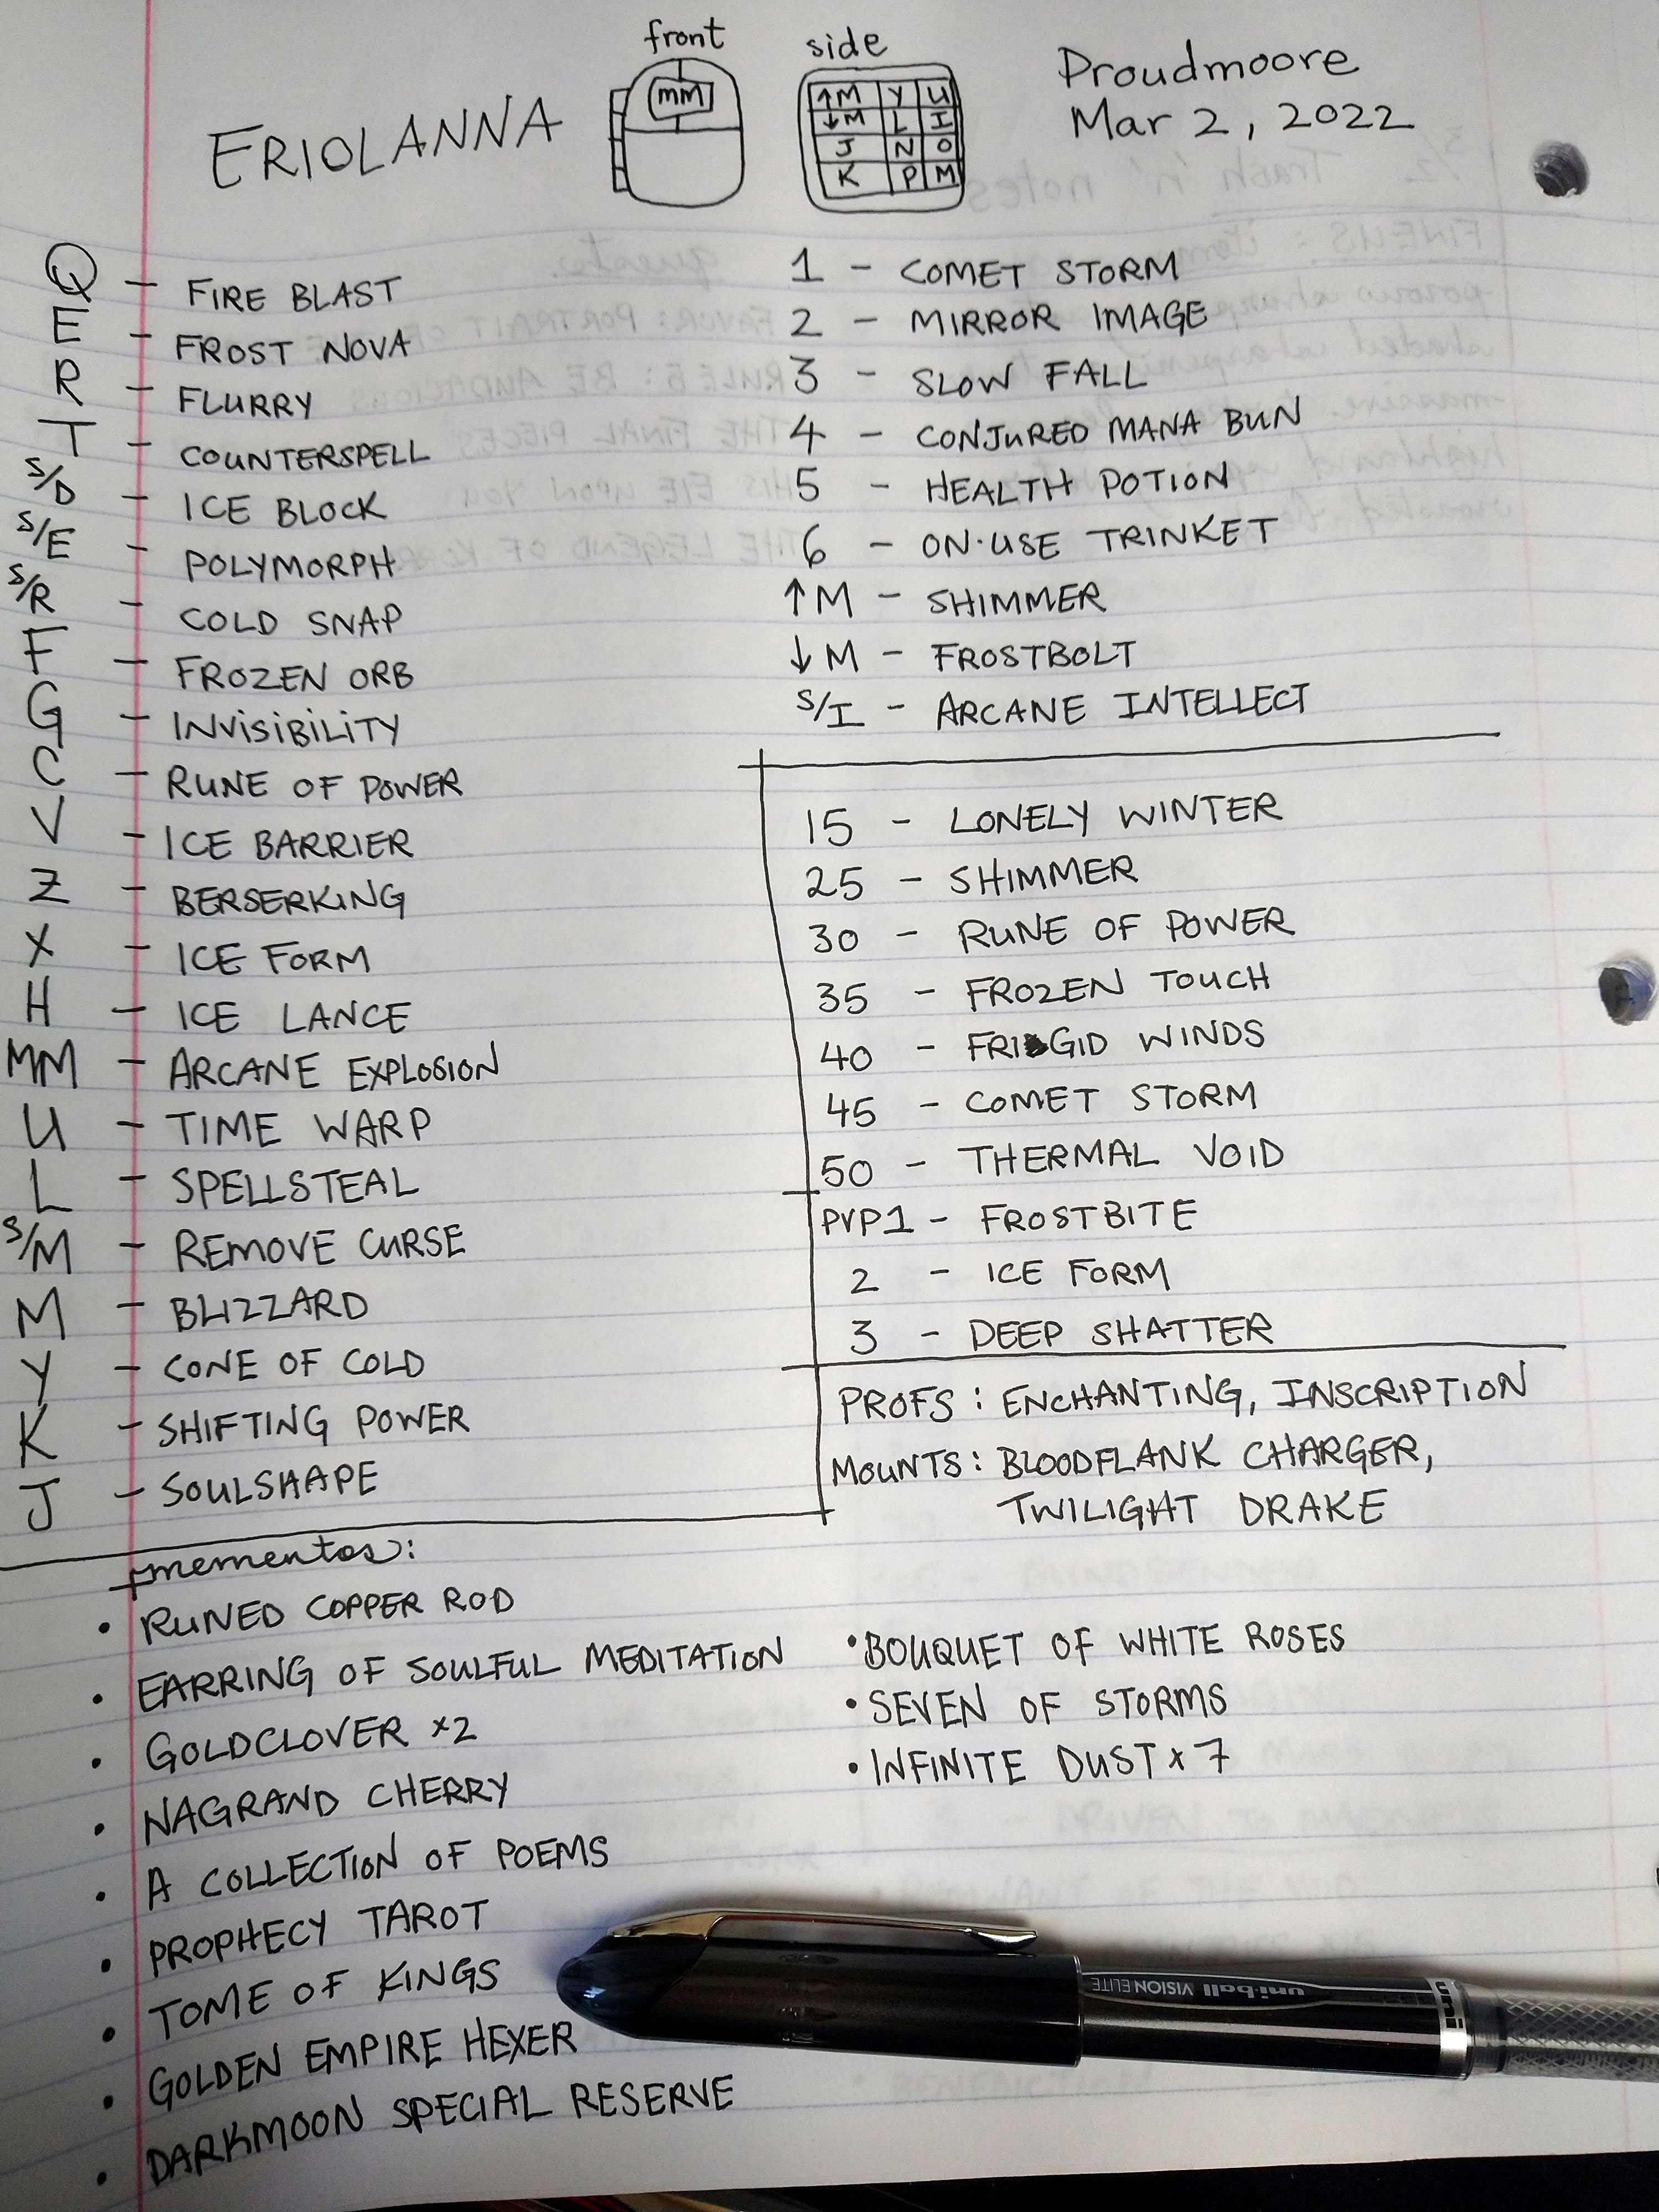 ERIOLANNA
front
MM
side
↑M Y U
↓M L I
J N O
K P M
Proudmoore
Mar 2, 2022
Q - FIRE BLAST
E - FROST NOVA
R - FLURRY
T - COUNTERSPELL
S/D - ICE BLOCK
S/E - POLYMORPH
S/R - COLD SNAP
F - FROZEN ORB
G - INVISIBILITY
C - RUNE OF POWER
V - ICE BARRIER
Z - BERSERKING
X - ICE FORM
H - ICE LANCE
MM - ARCANE EXPLOSION
U - TIME WARP
L - SPELLSTEAL
S/M - REMOVE CURSE
M - BLIZZARD
Y - CONE OF COLD
K - SHIFTING POWER
J - SOULSHAPE
1 - COMET STORM
2 - MIRROR IMAGE
3 - SLOW FALL
4 - CONJURED MANA BUN
5 - HEALTH POTION
6 - ON-USE TRINKET
↑M - SHIMMER
↓M - FROSTBOLT
S/I - ARCANE INTELLECT
15 - LONELY WINTER
25 - SHIMMER
30 - RUNE OF POWER
35 - FROZEN TOUCH
40 - FRIGID WINDS
45 - COMET STORM
50 - THERMAL VOID
PVP1 - FROSTBITE
2 - ICE FORM
3 - DEEP SHATTER
PROFS: ENCHANTING, INSCRIPTION
MOUNTS: BLOODFLANK CHARGER,
TWILIGHT DRAKE
mementos:
• RUNED COPPER ROD
• EARRING OF SOULFUL MEDITATION
• GOLDCLOVER x2
• NAGRAND CHERRY
• A COLLECTION OF POEMS
• PROPHECY TAROT
• TOME OF KINGS
• GOLDEN EMPIRE HEXER
• DARKMOON SPECIAL RESERVE
• BOUQUET OF WHITE ROSES
• SEVEN OF STORMS
• INFINITE DUST x 7
uni-ball VISION ELITE
uni